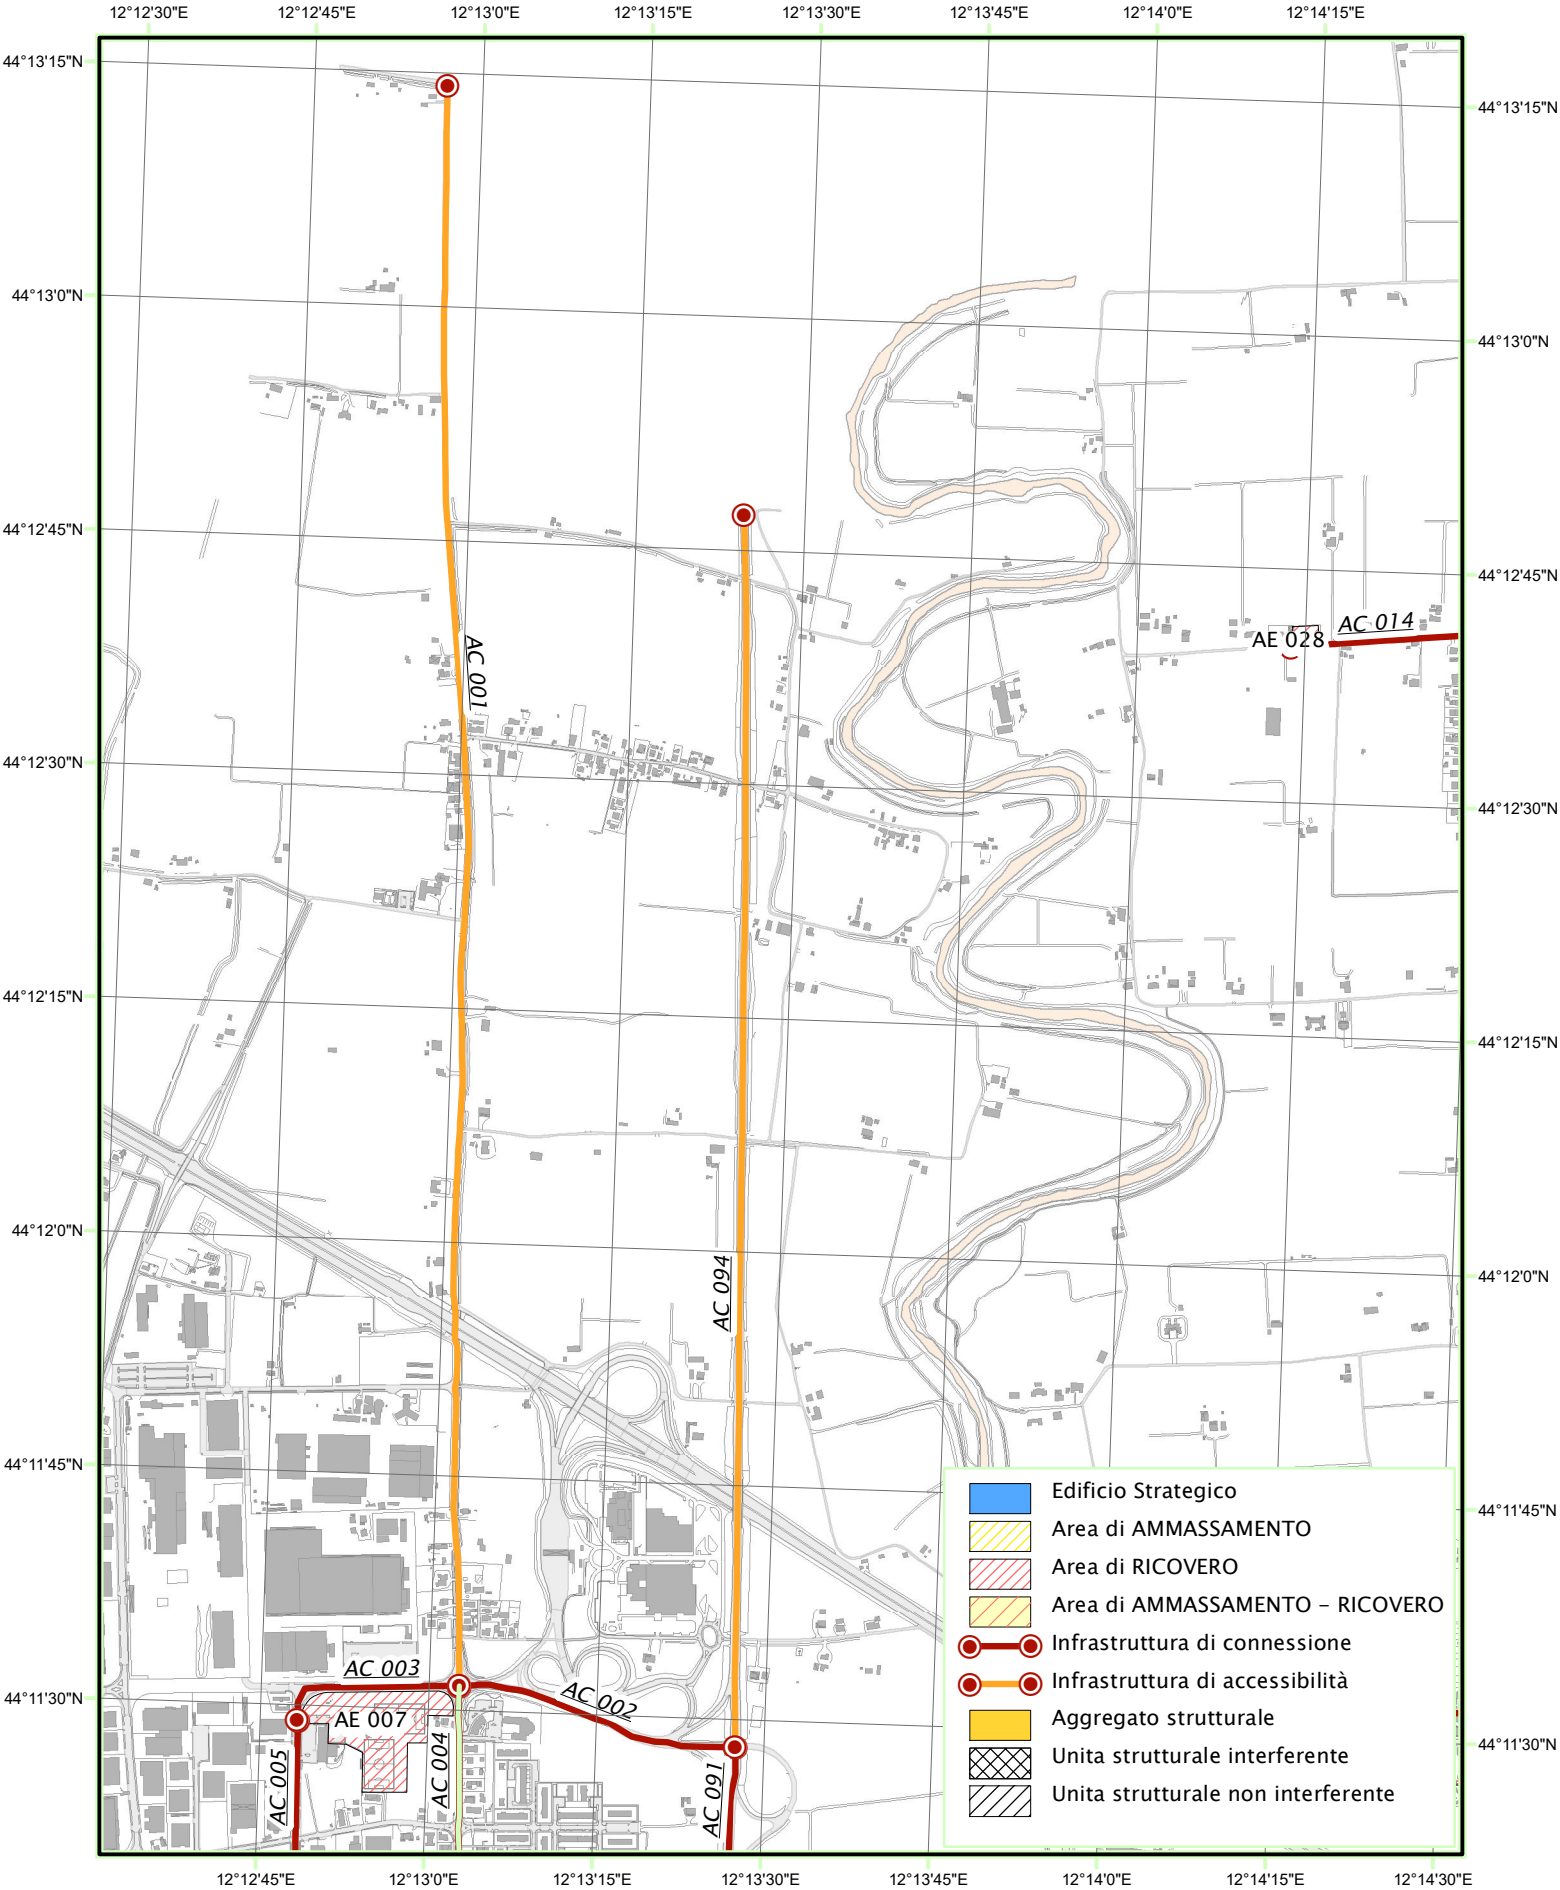 12°12'30"E 12°12'45"E 12°13'0"E 12°13'15"E 12°13'30"E 12°13'45"E 12°14'0"E 12°14'15"E
44°13'15"N
44°13'15"N
44°13'0"N
44°13'0"N
44°12'45"N
44°12'45"N
AC 014
AE 028
AC 001
44°12'30"N
44°12'30"N
44°12'15"N
44°12'15"N
44°12'0"N
AC 094
44°12'0"N
44°11'45"N
44°11'45"N
Edificio Strategico
Area di AMMASSAMENTO
Area di RICOVERO
Area di AMMASSAMENTO - RICOVERO
Infrastruttura di connessione
Infrastruttura di accessibilità
Aggregato strutturale
Unita strutturale interferente
Unita strutturale non interferente
AC 003
AC 002
44°11'30"N
AE 007
44°11'30"N
AC 005
AC 004
AC 091
12°12'45"E 12°13'0"E 12°13'15"E 12°13'30"E 12°13'45"E 12°14'0"E 12°14'15"E 12°14'30"E